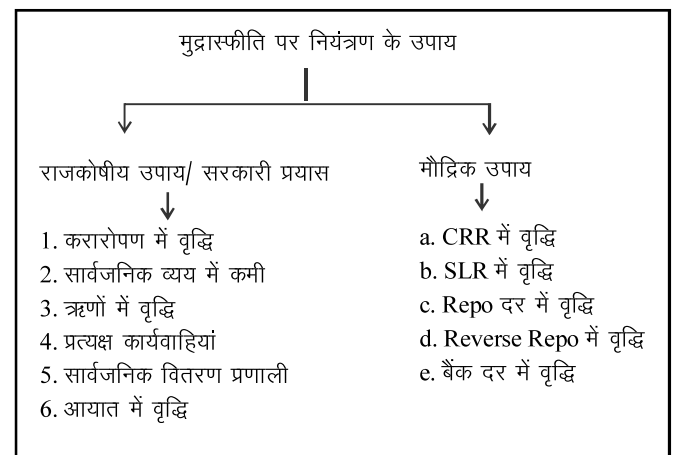 मुद्रास्फीति पर नियंत्रण के उपाय
राजकोषीय उपाय/ सरकारी प्रयास
1. करारोपण में वृद्धि
2. सार्वजनिक व्यय में कमी
3. ऋणों में वृद्धि
4. प्रत्यक्ष कार्यवाहियां
5. सार्वजनिक वितरण प्रणाली
6. आयात में वृद्धि
मौद्रिक उपाय
a. CRR में वृद्धि
b. SLR में वृद्धि
c. Repo दर में वृद्धि
d. Reverse Repo में वृद्धि
e. बैंक दर में वृद्धि